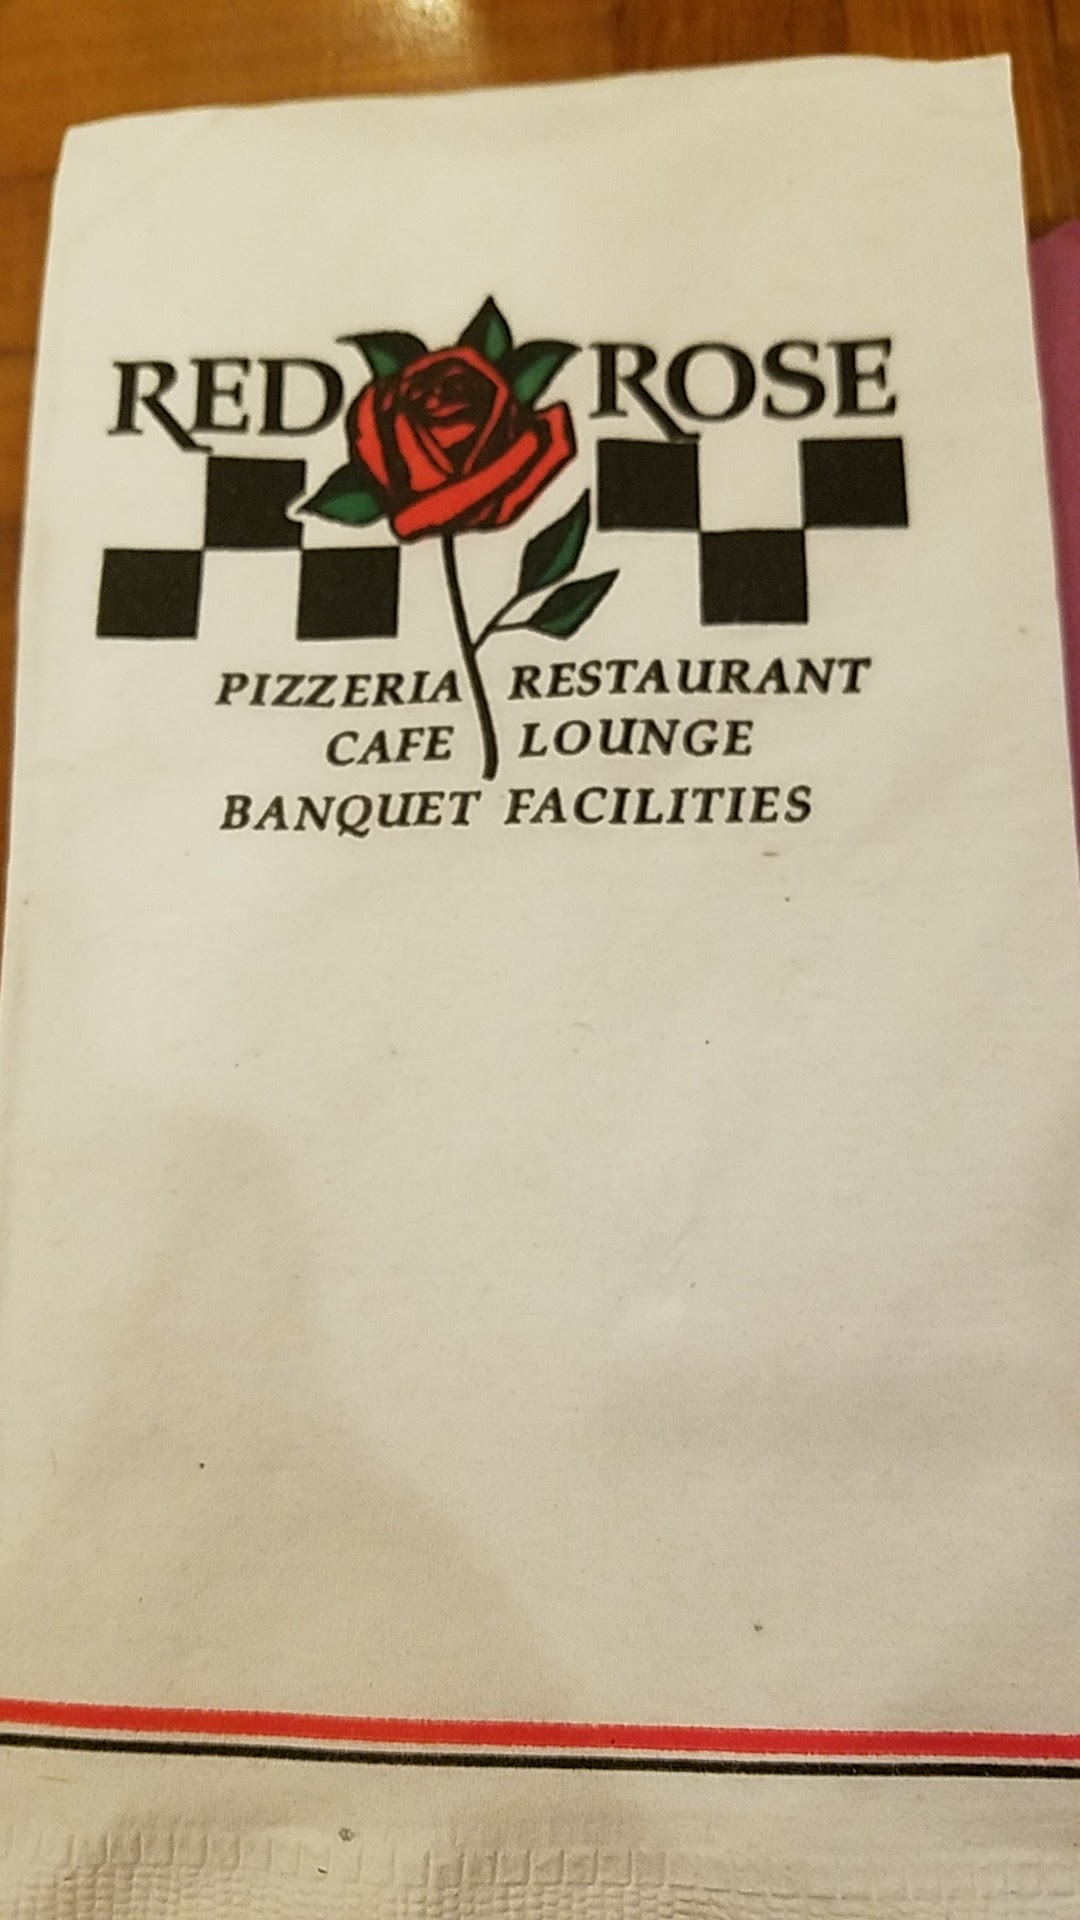 RED ROSE
PIZZERIA RESTAURANT
CAFE LOUNGE
BANQUET FACILITIES